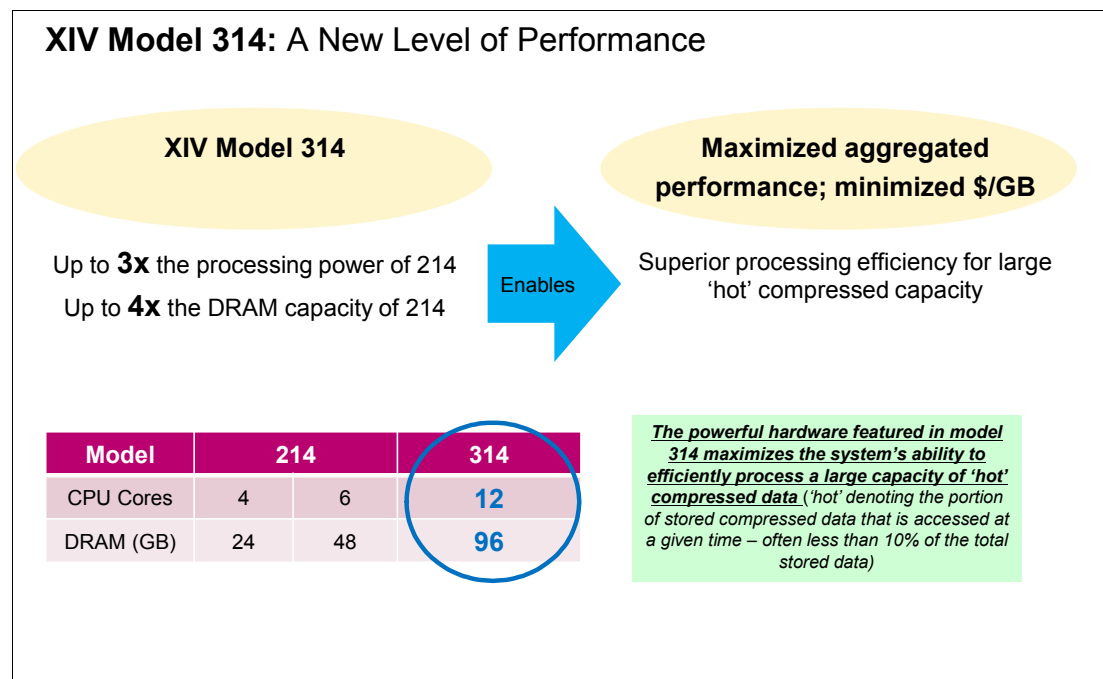 XIV Model 314: A New Level of Performance
XIV Model 314
Maximized aggregated
performance; minimized $/GB
Up to 3x the processing power of 214
Up to 4x the DRAM capacity of 214
Enables
Superior processing efficiency for large
‘hot’ compressed capacity
Model 214 314
CPU Cores 4 6 12
DRAM (GB) 24 48 96
The powerful hardware featured in model
314 maximizes the system’s ability to
efficiently process a large capacity of ‘hot’
compressed data (‘hot’ denoting the portion
of stored compressed data that is accessed at
a given time – often less than 10% of the total
stored data)